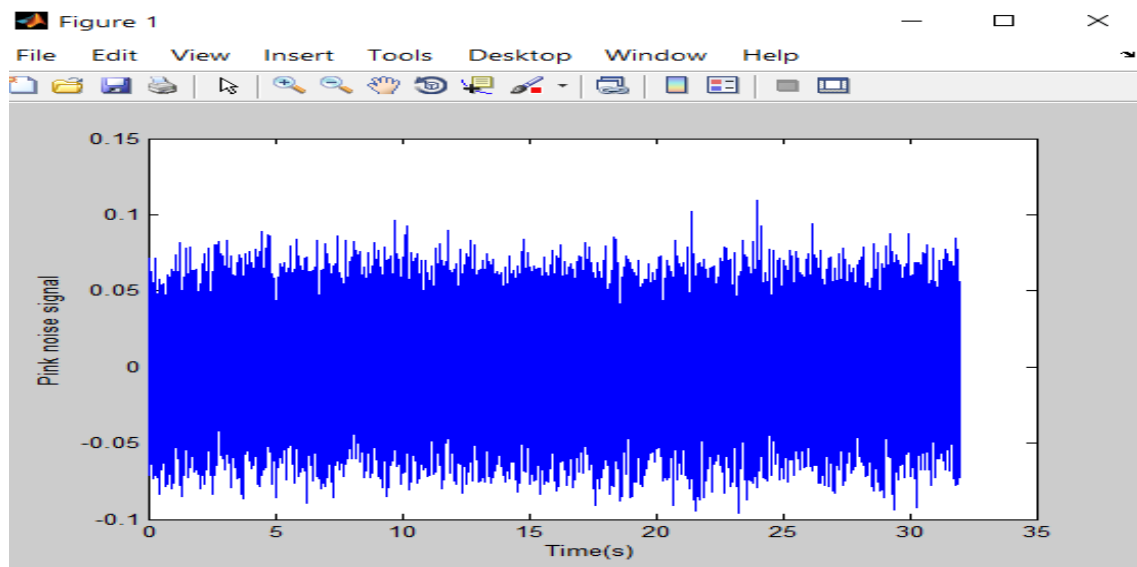 Figure 1
File Edit View Insert Tools Desktop Window Help
0.15
0.1
0.05
0
-0.05
-0.1
Pink noise signal
0 5 10 15 20 25 30 35
Time(s)